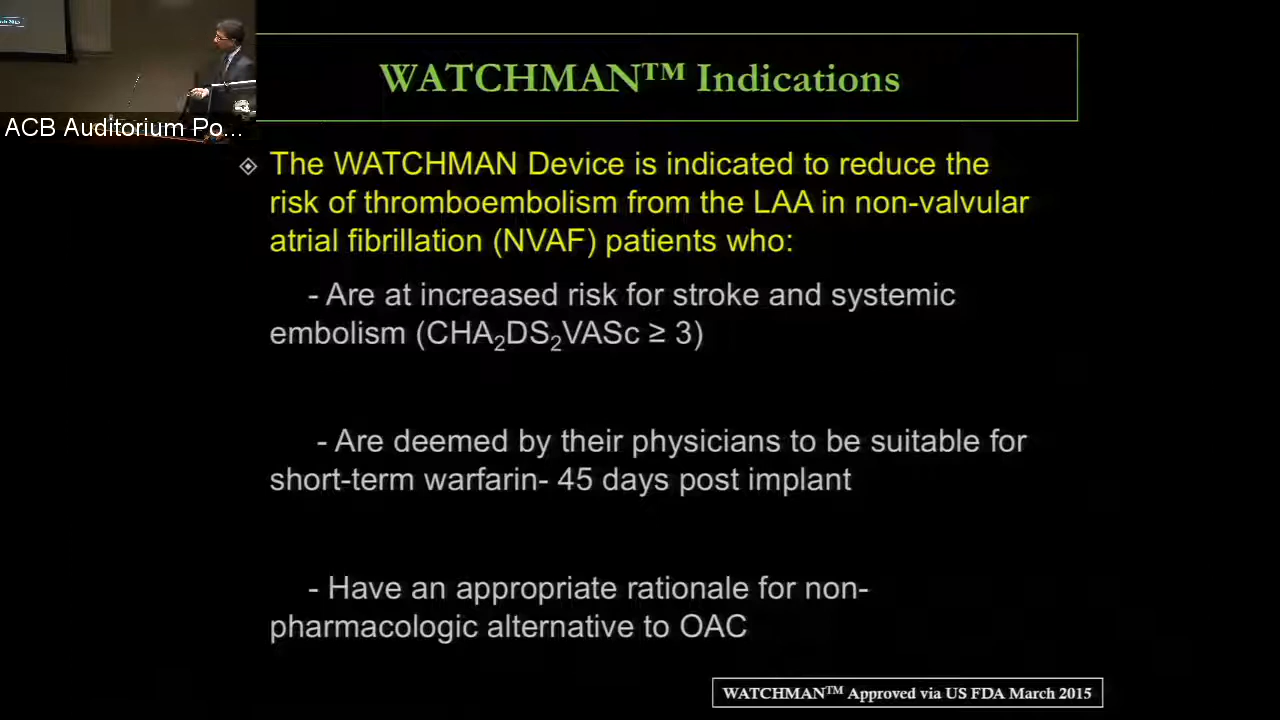 ACB Auditorium Po...
WATCHMAN™ Indications
The WATCHMAN Device is indicated to reduce the
risk of thromboembolism from the LAA in non-valvular
atrial fibrillation (NVAF) patients who:
- Are at increased risk for stroke and systemic
embolism (CHA₂DS₂VASc ≥ 3)
- Are deemed by their physicians to be suitable for
short-term warfarin- 45 days post implant
- Have an appropriate rationale for non-
pharmacologic alternative to OAC
WATCHMAN™ Approved via US FDA March 2015